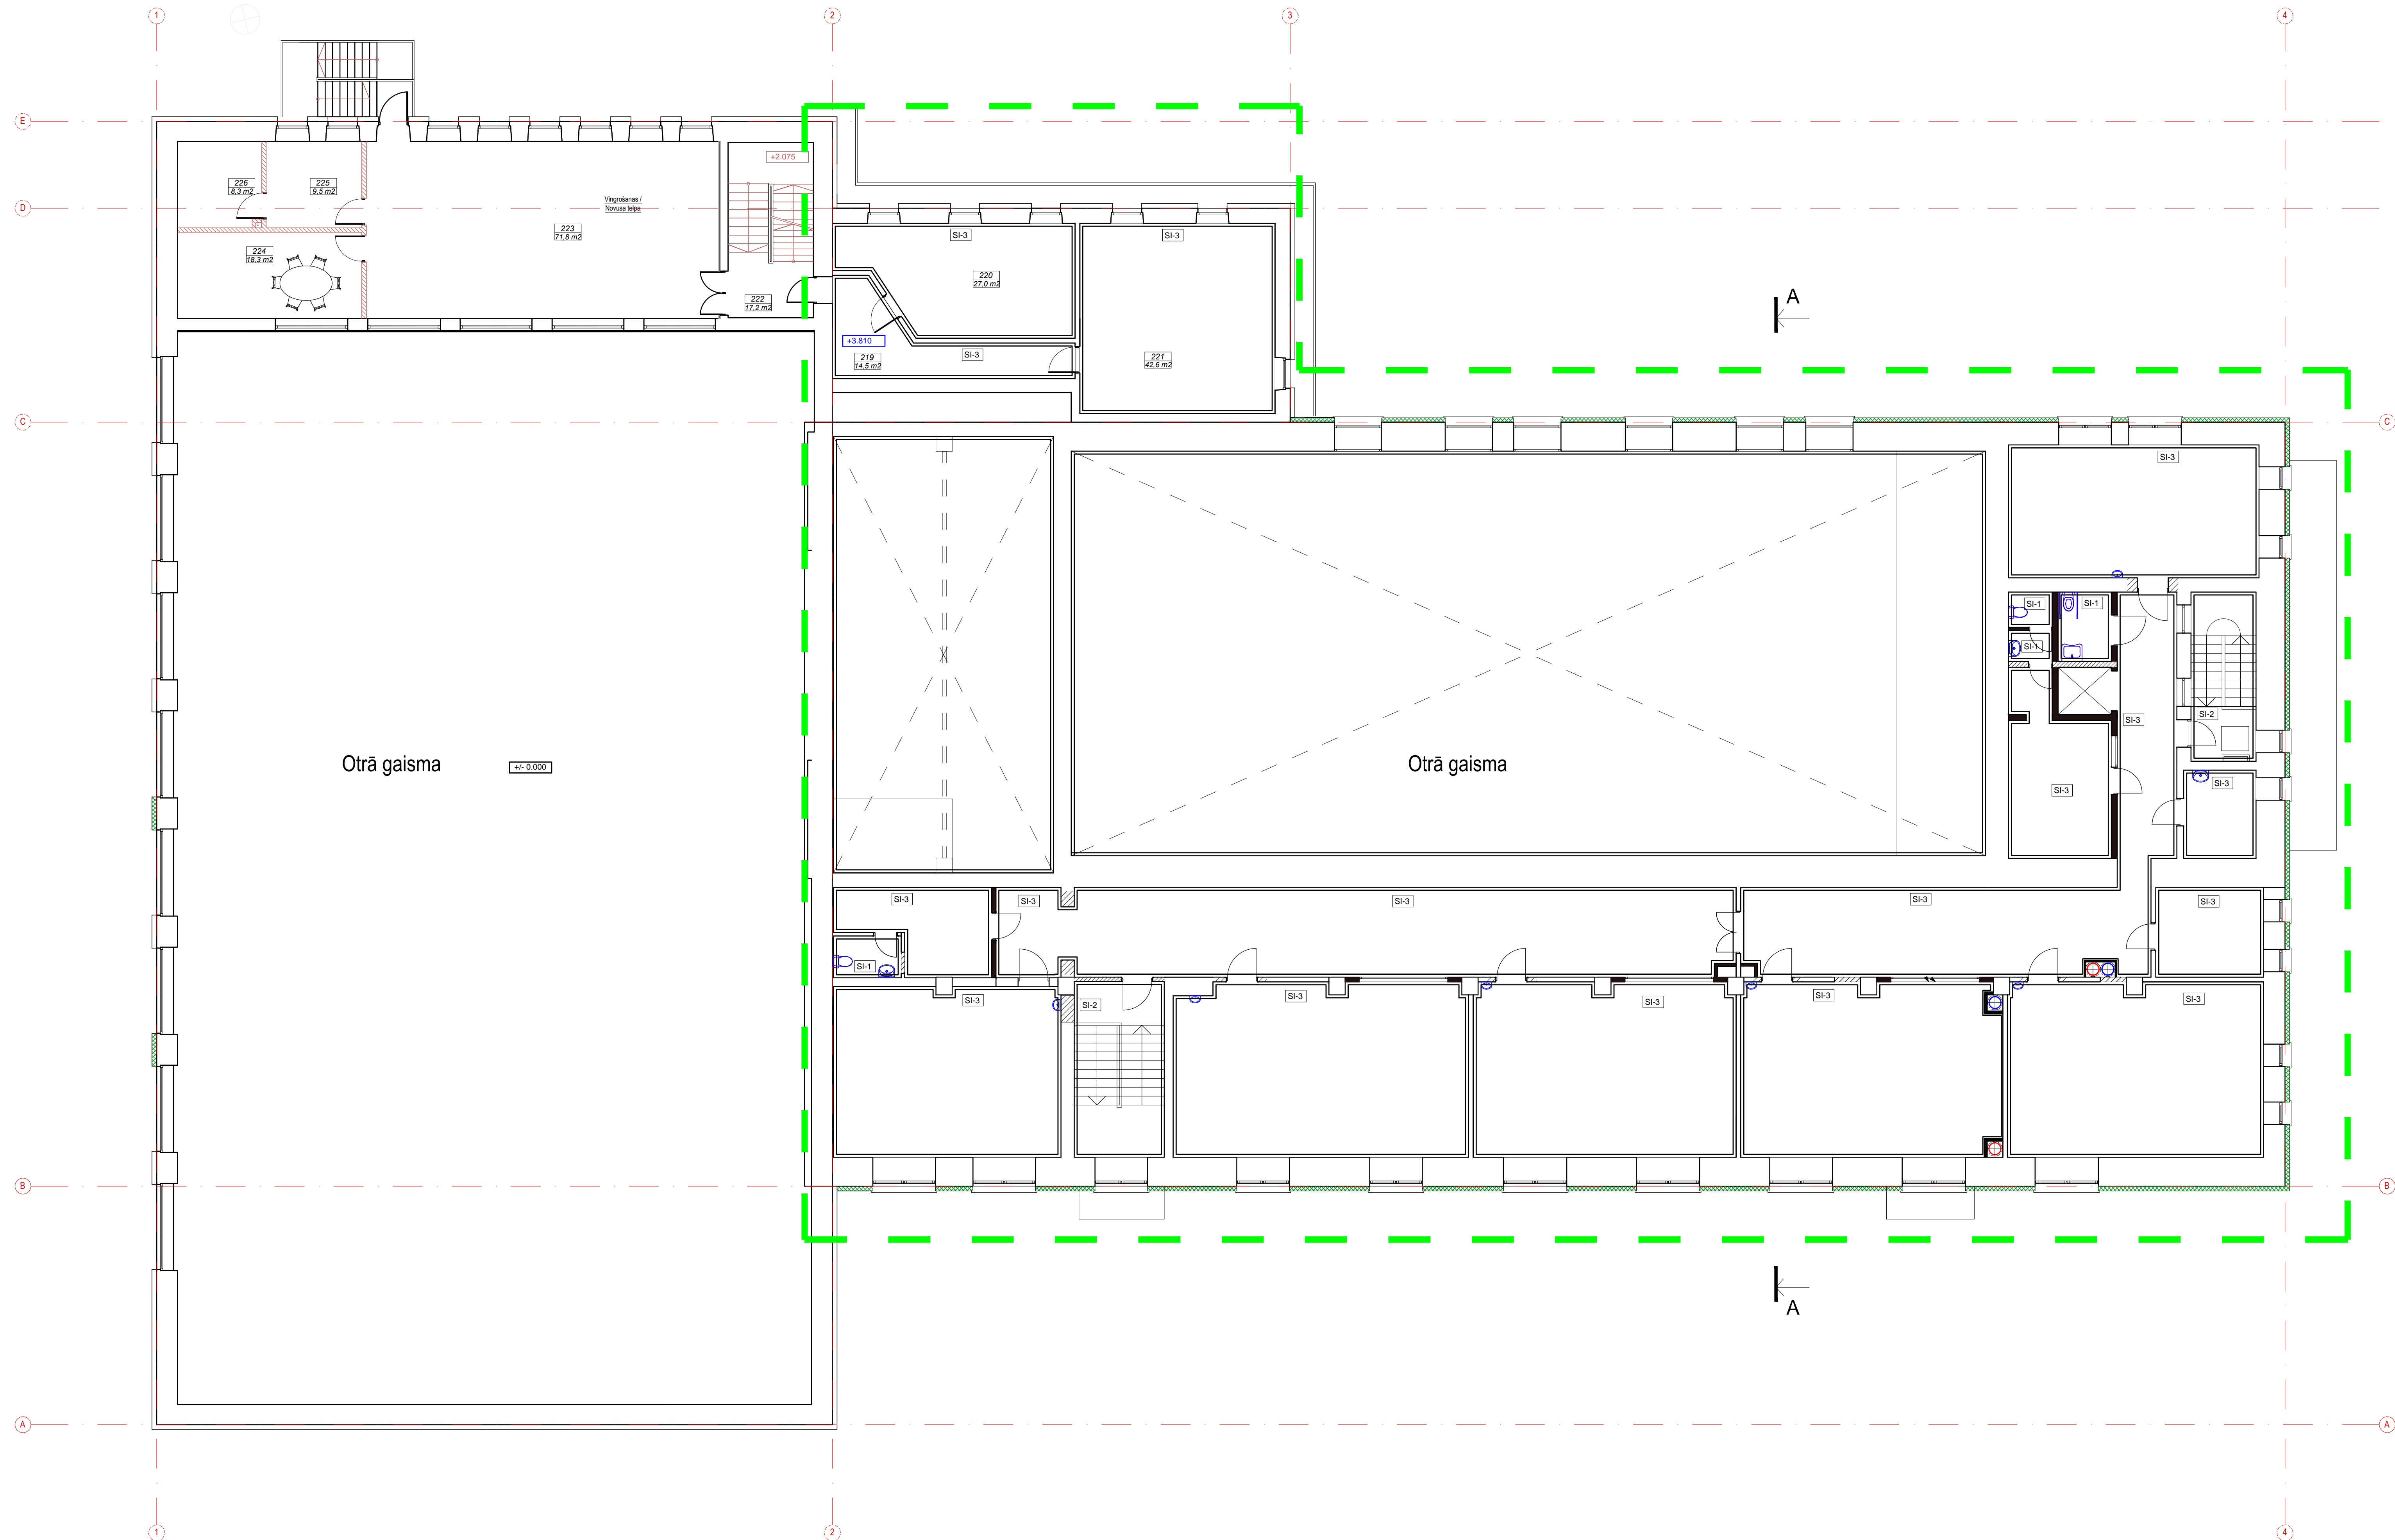 1
2
3
4
E
+2.075
226
8,3 m2
225
9,5 m2
Vingrošanas /
Novusa telpa
D
223
71,8 m2
SI-3
SI-3
224
18,3 m2
220
27,0 m2
222
17,2 m2
A
+3.810
219
14,5 m2
SI-3
221
42,6 m2
C
C
SI-3
SI-1
SI-1
SI-1
SI-2
SI-3
Otrā gaisma
+/- 0.000
Otrā gaisma
SI-3
SI-3
SI-3
SI-3
SI-3
SI-3
SI-3
SI-1
SI-3
SI-2
SI-3
SI-3
SI-3
SI-3
B
B
A
A
A
1
2
4